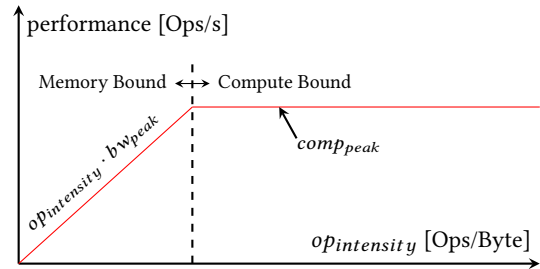 performance [Ops/s]
Memory Bound Compute Bound
op_intensity · bw_peak
comp_peak
op_intensity [Ops/Byte]